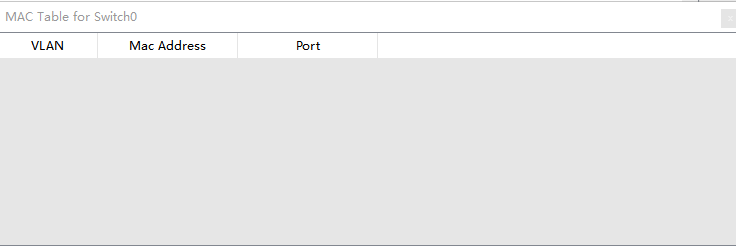 MAC Table for Switch0
VLAN Mac Address Port